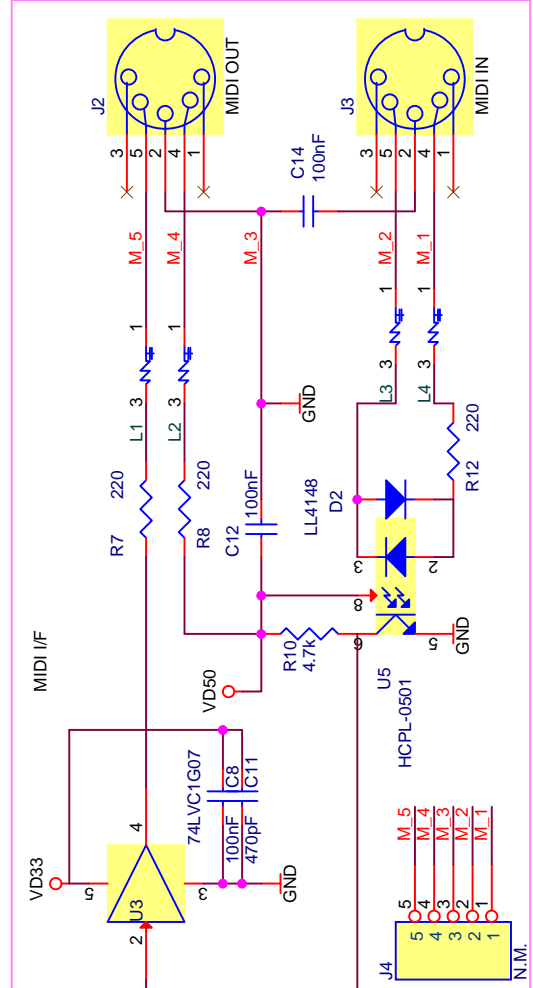 MIDI I/F
J2
MIDI OUT
3
5
2
4
1
J3
MIDI IN
3
5
2
4
1
C14
100nF
M_5
M_4
M_3
M_2
M_1
1
1
1
1
3
3
3
3
L1
L2
L3
L4
GND
220
R7
220
R8
C12
100nF
LL4148
D2
220
R12
3
2
8
6
5
GND
R10
4.7k
U5
HCPL-0501
VD50
VD33
74LVC1G07
U3
5
4
3
2
C8
100nF
C11
470pF
GND
J4
N.M.
5
4
3
2
1
5
4
3
2
1
M_5
M_4
M_3
M_2
M_1